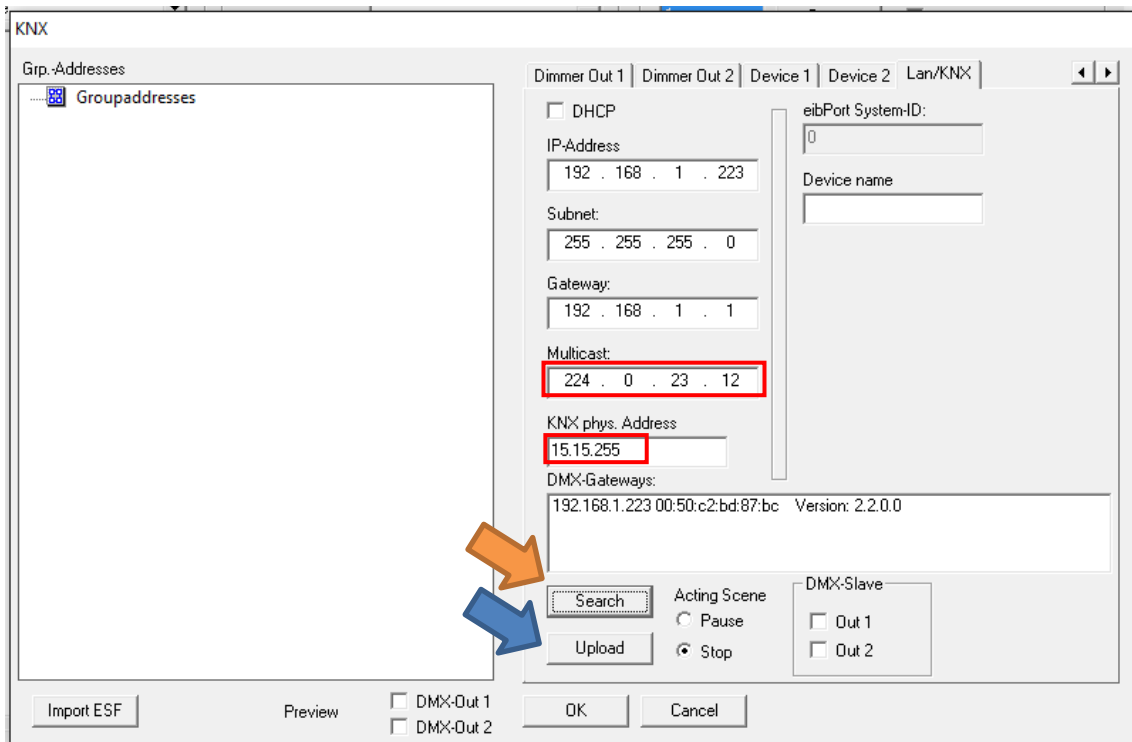 KNX
Grp.-Addresses
Groupaddresses
Dimmer Out 1 Dimmer Out 2 Device 1 Device 2 Lan/KNX
DHCP
IP-Address
192 . 168 . 1 . 223
Subnet:
255 . 255 . 255 . 0
Gateway:
192 . 168 . 1 . 1
Multicast:
224 . 0 . 23 . 12
KNX phys. Address
15.15.255
eibPort System-ID:
0
Device name
DMX-Gateways:
192.168.1.223 00:50:c2:bd:87:bc Version: 2.2.0.0
Search
Upload
Acting Scene
Pause
Stop
DMX-Slave
Out 1
Out 2
Import ESF
Preview
DMX-Out 1
DMX-Out 2
OK
Cancel